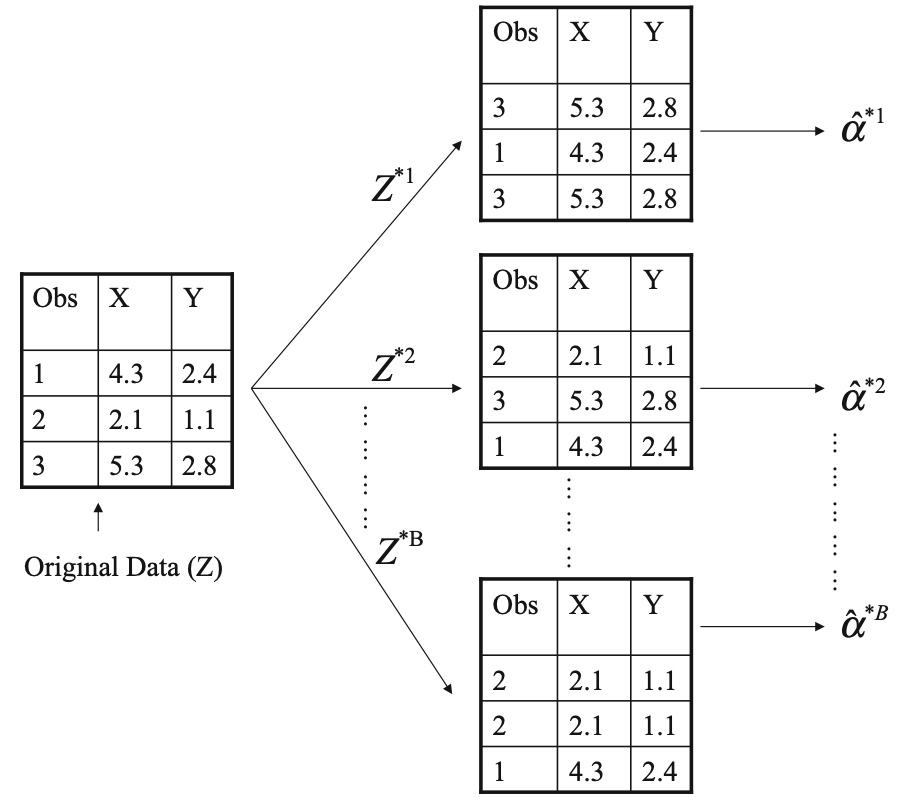 Obs X Y
3 5.3 2.8
1 4.3 2.4
3 5.3 2.8
α̂*1
Z*1
Obs X Y
1 4.3 2.4
2 2.1 1.1
3 5.3 2.8
Original Data (Z)
Z*2
Obs X Y
2 2.1 1.1
3 5.3 2.8
1 4.3 2.4
α̂*2
Z*B
Obs X Y
2 2.1 1.1
2 2.1 1.1
1 4.3 2.4
α̂*B